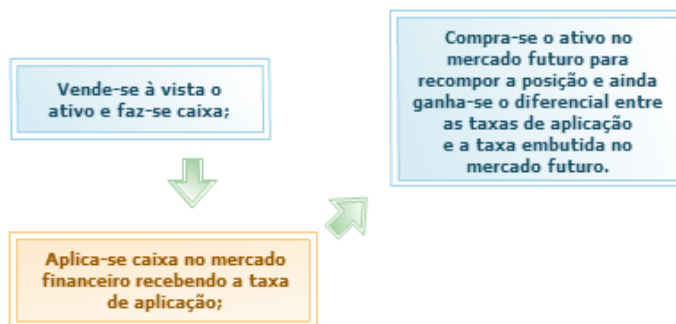 Vende-se à vista o
ativo e faz-se caixa;
Aplica-se caixa no mercado
financeiro recebendo a taxa
de aplicação;
Compra-se o ativo no
mercado futuro para
recompor a posição e ainda
ganha-se o diferencial entre
as taxas de aplicação
e a taxa embutida no
mercado futuro.